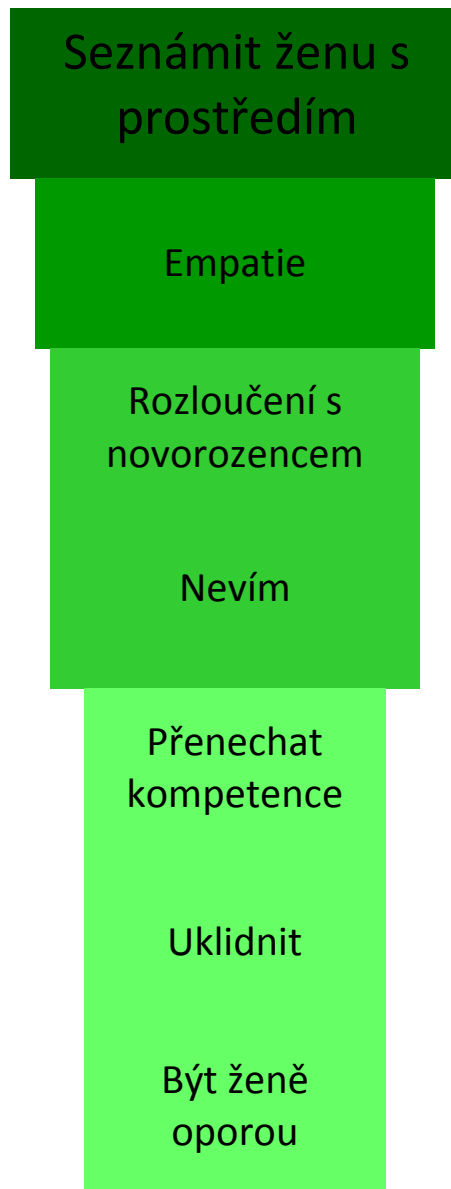 Seznámit ženu s
prostředím
Empatie
Rozloučení s
novorozencem
Nevím
Přenechat
kompetence
Uklidnit
Být ženě
oporou